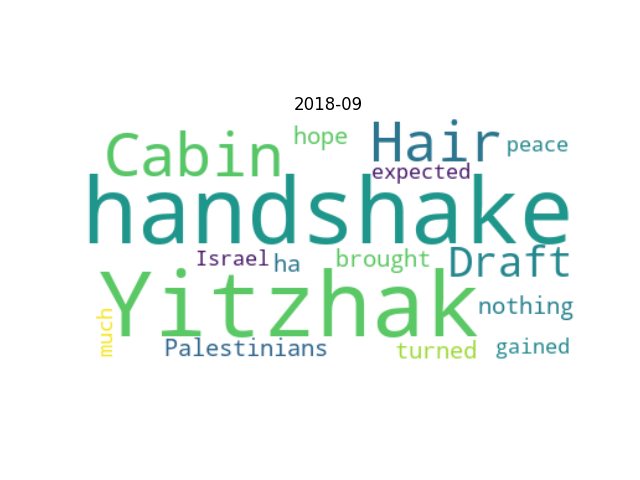 2018-09
Cabin hope Hair peace
expected
handshake
Israel ha brought Draft
Yitzhak nothing
much Palestinians turned gained